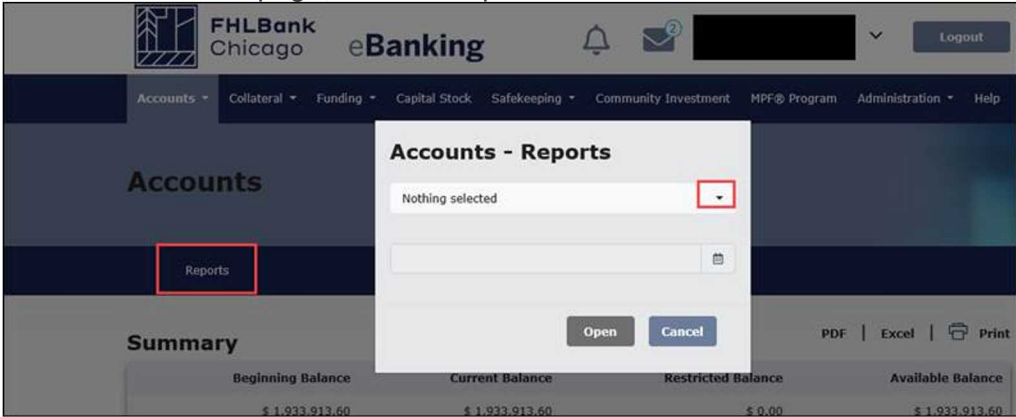 FHLBank
Chicago
eBanking
2
Logout
Accounts Collateral Funding Capital Stock Safekeeping Community Investment MPF® Program Administration Help
Accounts - Reports
Accounts
Nothing selected
Reports
Open Cancel
Summary
PDF | Excel | Print
Beginning Balance Current Balance Restricted Balance Available Balance
$ 1,933,913.60 $ 1,933,913.60 $ 0.00 $ 1,933,913.60